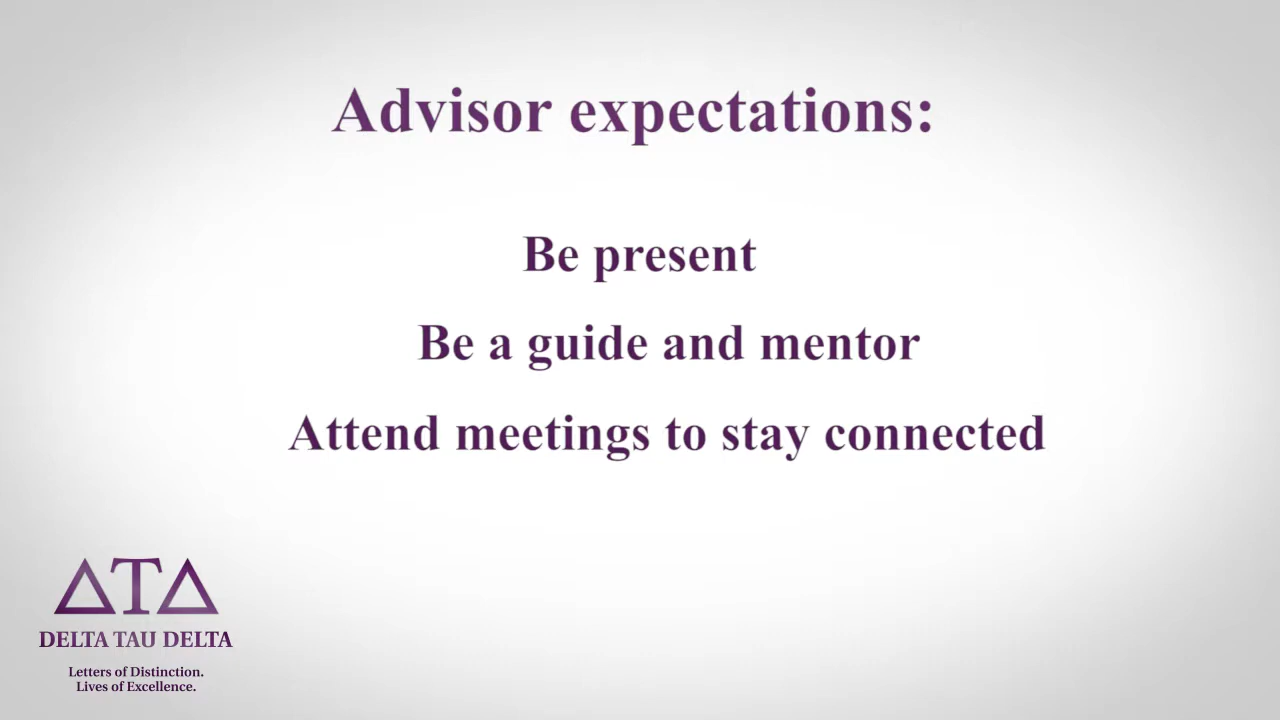 Advisor expectations:
Be present
Be a guide and mentor
Attend meetings to stay connected
ΔΤΔ
DELTA TAU DELTA
Letters of Distinction.
Lives of Excellence.